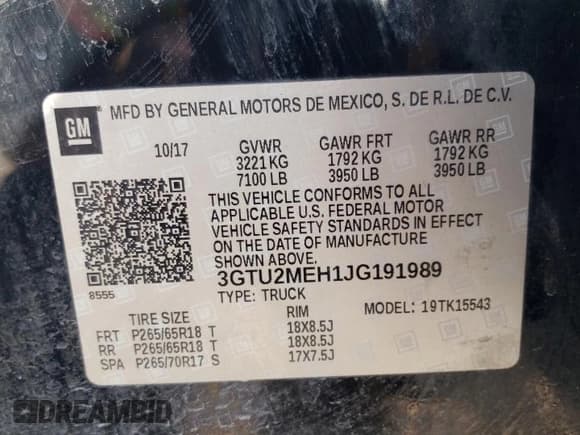 GM
MFD BY GENERAL MOTORS DE MEXICO, S. DE R.L. DE C.V.
10/17 GVWR GAWR FRT GAWR RR
3221 KG 1792 KG 1792 KG
7100 LB 3950 LB 3950 LB
THIS VEHICLE CONFORMS TO ALL
APPLICABLE U.S. FEDERAL MOTOR
VEHICLE SAFETY STANDARDS IN EFFECT
ON THE DATE OF MANUFACTURE
SHOWN ABOVE.
8555 3GTU2MEH1JG191989
TYPE: TRUCK MODEL: 19TK15543
TIRE SIZE RIM
FRT P265/65R18 T 18X8.5J
RR P265/65R18 T 18X8.5J
SPA P265/70R17 S 17X7.5J
DREAMBID